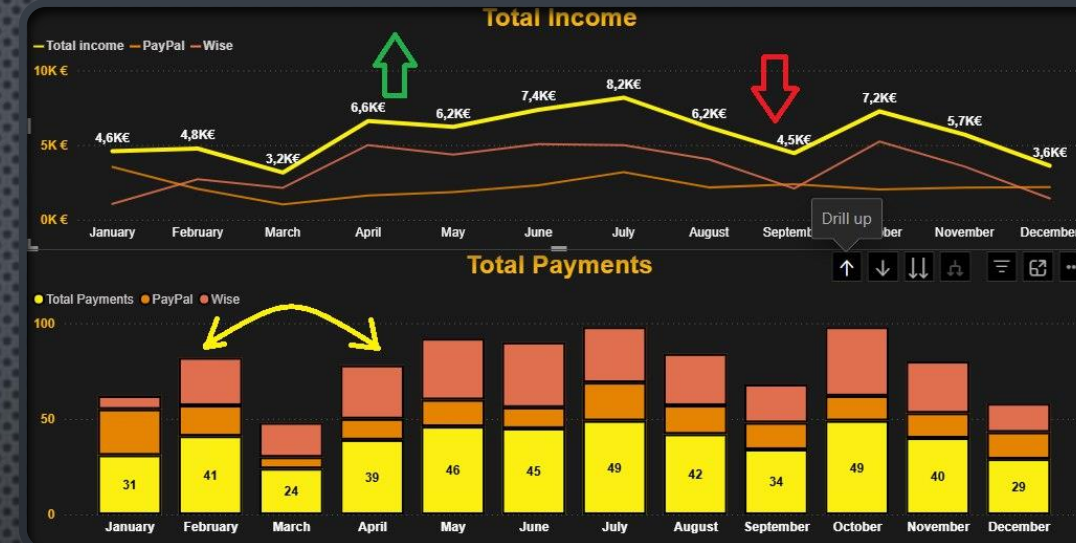 Total Income
Total income PayPal Wise
10K €
5K €
0K €
4,6K€ 4,8K€ 3,2K€ 6,6K€ 6,2K€ 7,4K€ 8,2K€ 6,2K€ 4,5K€ 7,2K€ 5,7K€ 3,6K€
January February March April May June July August Septemb ber November December
Drill up
Total Payments
Total Payments PayPal Wise
100
50
0
31 41 24 39 46 45 49 42 34 49 40 29
January February March April May June July August September October November December